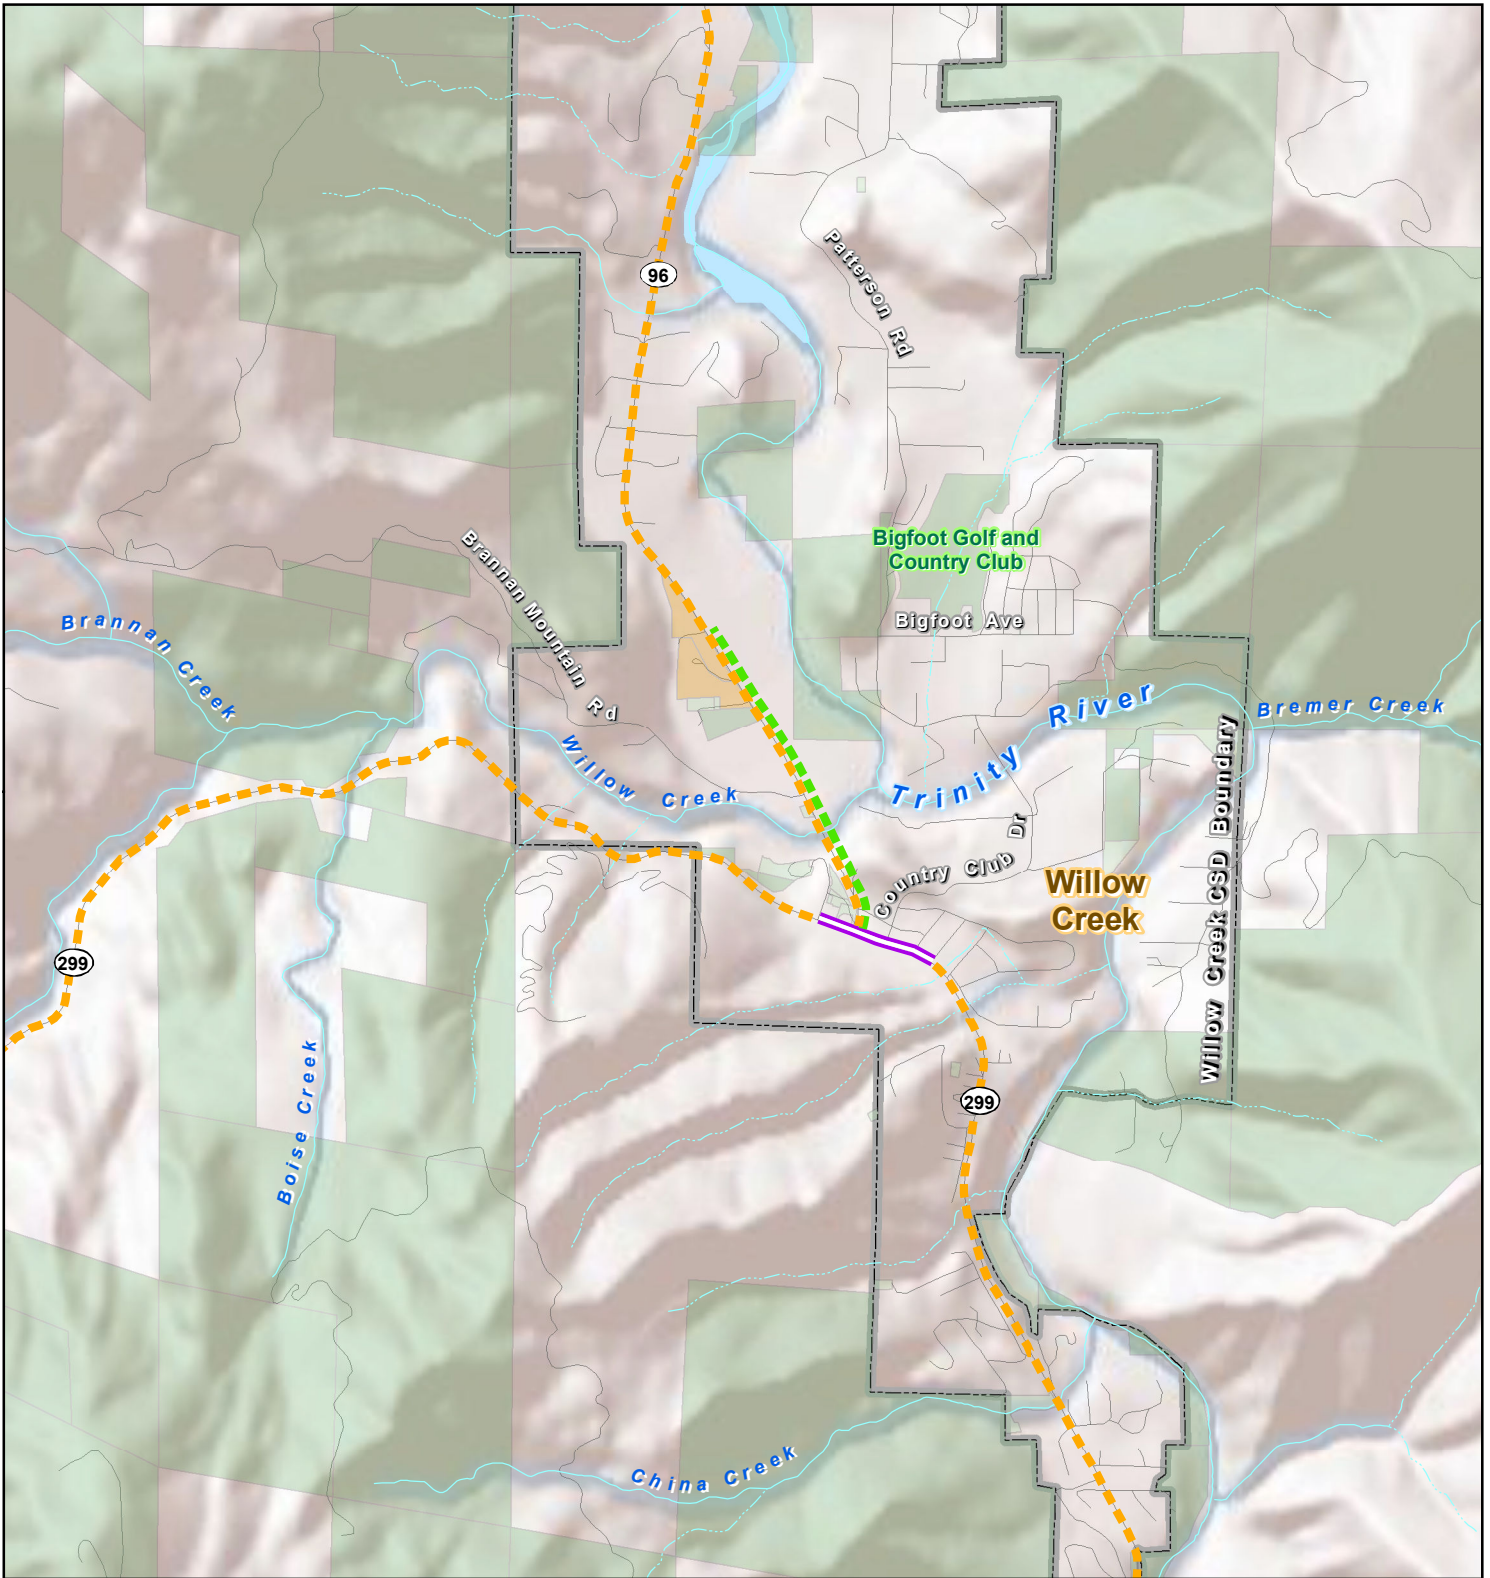 96
Patterson Rd
Bigfoot Golf and
Country Club
Brannan Mountain Rd
Bigfoot Ave
Brannan Creek
Trinity River
Bremer Creek
Willow Creek
Willow Creek CSD Boundary
Country Club Dr
Willow
Creek
299
Boise Creek
299
China Creek